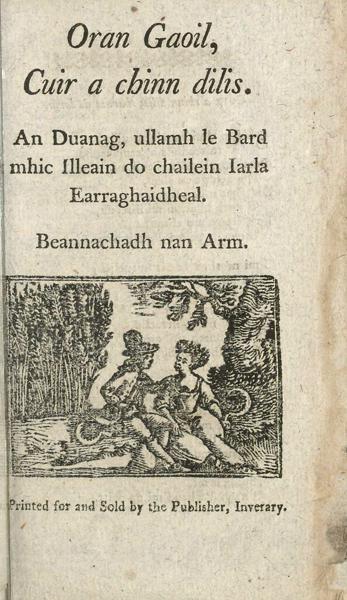 Oran Gaoil,
Cuir a chinn dilis.
An Duanag, ullamh le Bard
mhic Illeain do chailein Iarla
Earraghaidheal.
Beannachadh nan Arm.
Printed for and Sold by the Publisher, Inverary.